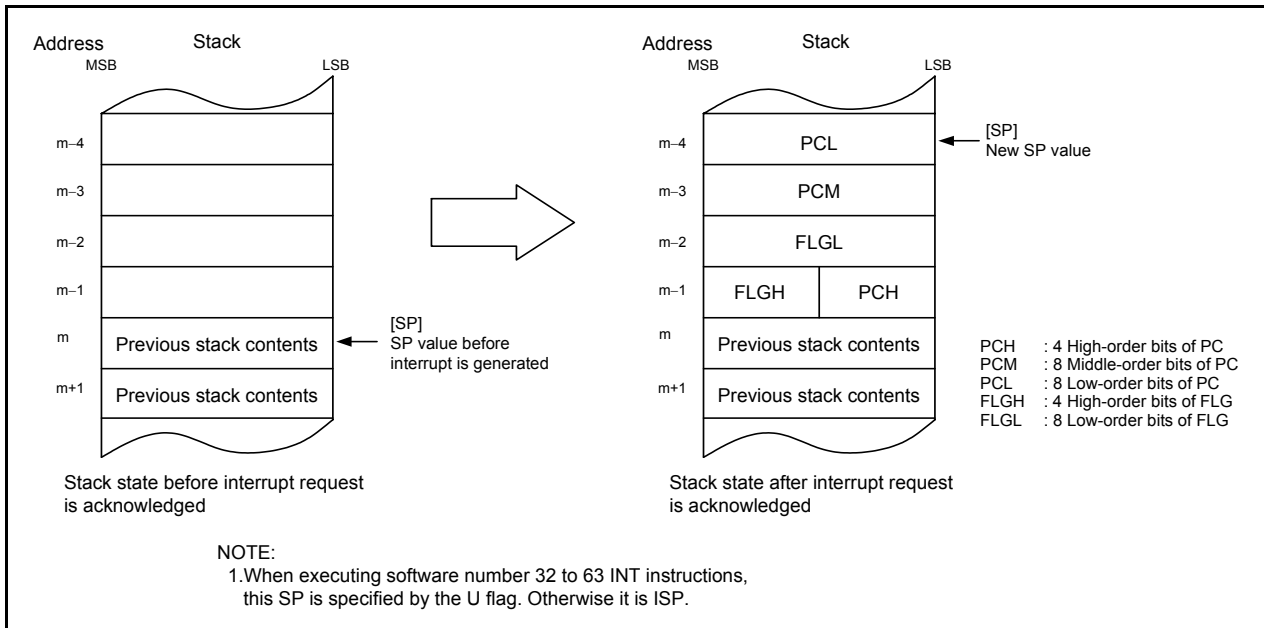 Address Stack
MSB LSB
m−4
m−3
m−2
m−1
m Previous stack contents
m+1 Previous stack contents
[SP]
SP value before
interrupt is generated
Stack state before interrupt request
is acknowledged
Address Stack
MSB LSB
m−4 PCL
m−3 PCM
m−2 FLGL
m−1 FLGH PCH
m Previous stack contents
m+1 Previous stack contents
[SP]
New SP value
PCH : 4 High-order bits of PC
PCM : 8 Middle-order bits of PC
PCL : 8 Low-order bits of PC
FLGH : 4 High-order bits of FLG
FLGL : 8 Low-order bits of FLG
Stack state after interrupt request
is acknowledged
NOTE:
1.When executing software number 32 to 63 INT instructions,
this SP is specified by the U flag. Otherwise it is ISP.